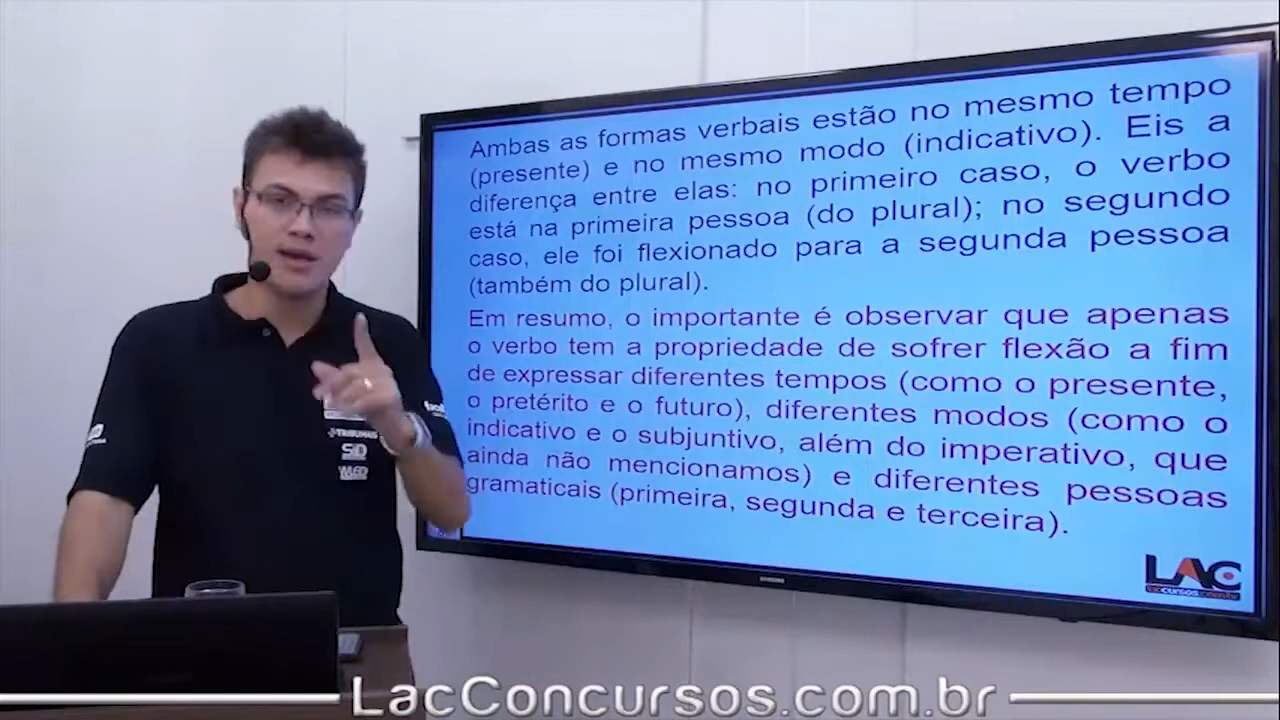 Ambas as formas verbais estão no mesmo tempo
(presente) e no mesmo modo (indicativo). Eis a
diferença entre elas: no primeiro caso, o verbo
está na primeira pessoa (do plural); no segundo
caso, ele foi flexionado para a segunda pessoa
(também do plural).
Em resumo, o importante é observar que apenas
o verbo tem a propriedade de sofrer flexão a fim
de expressar diferentes tempos (como o presente,
o pretérito e o futuro), diferentes modos (como o
indicativo e o subjuntivo, além do imperativo, que
ainda não mencionamos) e diferentes pessoas
gramaticais (primeira, segunda e terceira).
LAC
SAMSUNG
LacConcursos.com.br